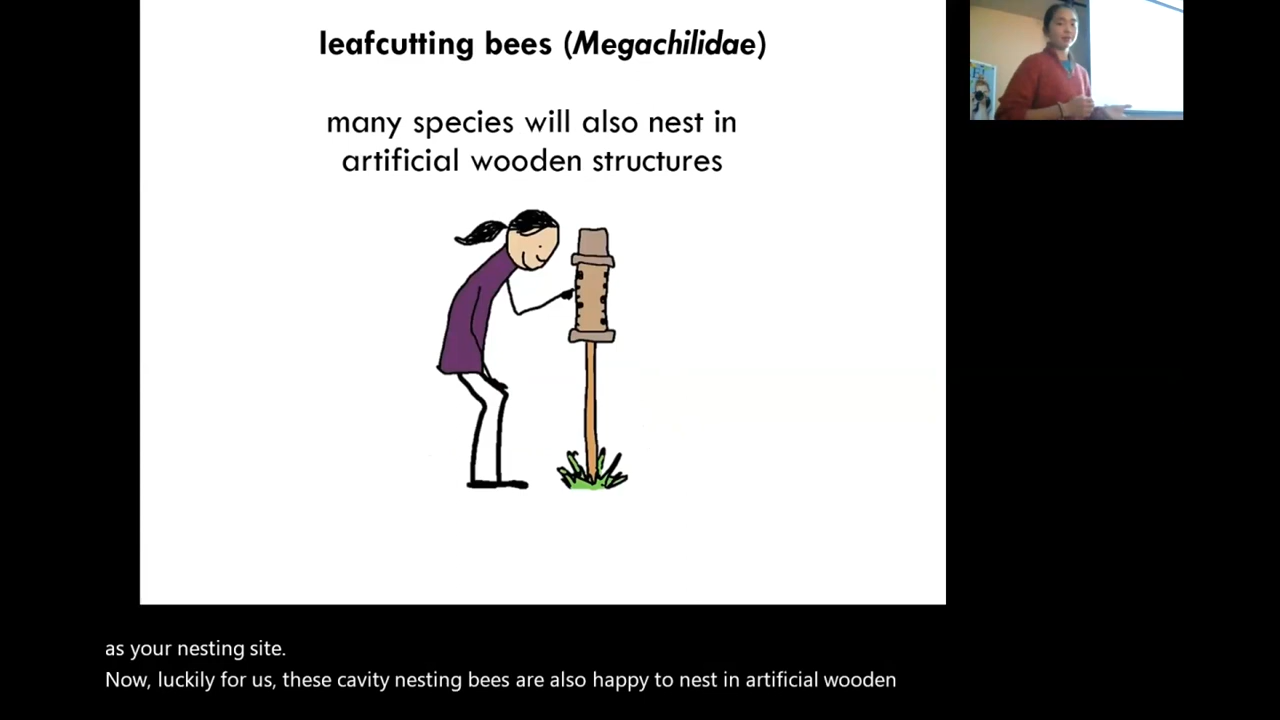 leafcutting bees (Megachilidae)
many species will also nest in
artificial wooden structures
as your nesting site.
Now, luckily for us, these cavity nesting bees are also happy to nest in artificial wooden